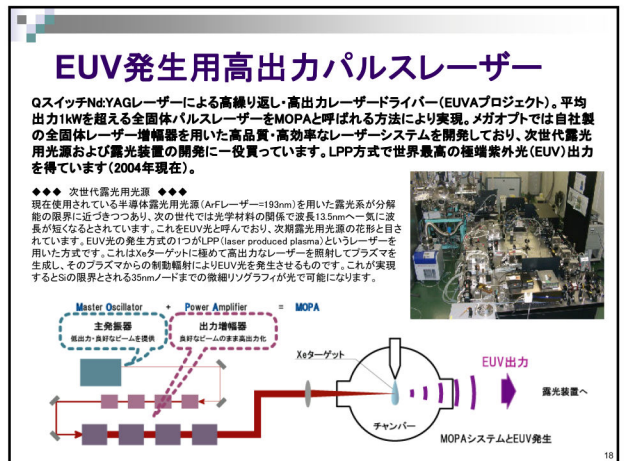 EUV発生用高出力パルスレーザー
QスイッチNd:YAGレーザーによる高繰り返し・高出力レーザードライバー(EUVAプロジェクト)。平均
出力1kWを超える全固体パルスレーザーをMOPAと呼ばれる方法により実現。メガオプトでは自社製
の全固体レーザー増幅器を用いた高品質・高効率なレーザーシステムを開発しており、次世代露光
用光源および露光装置の開発に一役買っています。LPP方式で世界最高の極端紫外光(EUV)出力
を得ています(2004年現在)。
◆◆◆ 次世代露光用光源 ◆◆◆
現在使用されている半導体露光用光源(ArFレーザー=193nm)を用いた露光系が分解
能の限界に近づきつつあり、次の世代では光学材料の関係で波長13.5nmへ一気に波
長が短くなるとされています。これをEUV光と呼んでおり、次期露光用光源の花形と目さ
れています。EUV光の発生方式の1つがLPP(laser produced plasma)というレーザーを
用いた方式です。これはXeターゲットに極めて高出力なレーザーを照射してプラズマを
生成し、そのプラズマからの制動輻射によりEUV光を発生させるものです。これが実現
するとSiの限界とされる35nmノードまでの微細リソグラフィが光で可能になります。
Master Oscillator + Power Amplifier = MOPA
主発振器
低出力・良好なビームを提供
出力増幅器
良好なビームのまま高出力化
Xeターゲット
EUV出力
露光装置へ
チャンバー
MOPAシステムとEUV発生
18